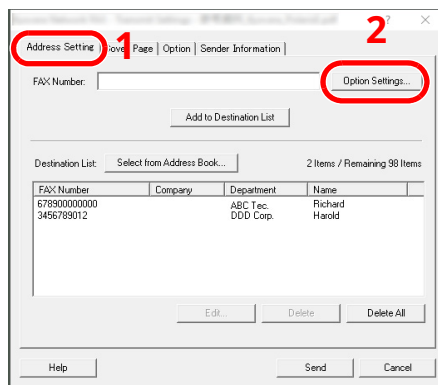 2
? ×
Address Setting 1 Cover Page Option Sender Information
FAX Number: Option Settings...
Add to Destination List
Destination List: Select from Address Book... 2 Items / Remaining 98 Items
FAX Number Company Department Name
678900000000 ABC Tec. Richard
3456789012 DDD Corp. Harold
Edit... Delete Delete All
Help Send Cancel